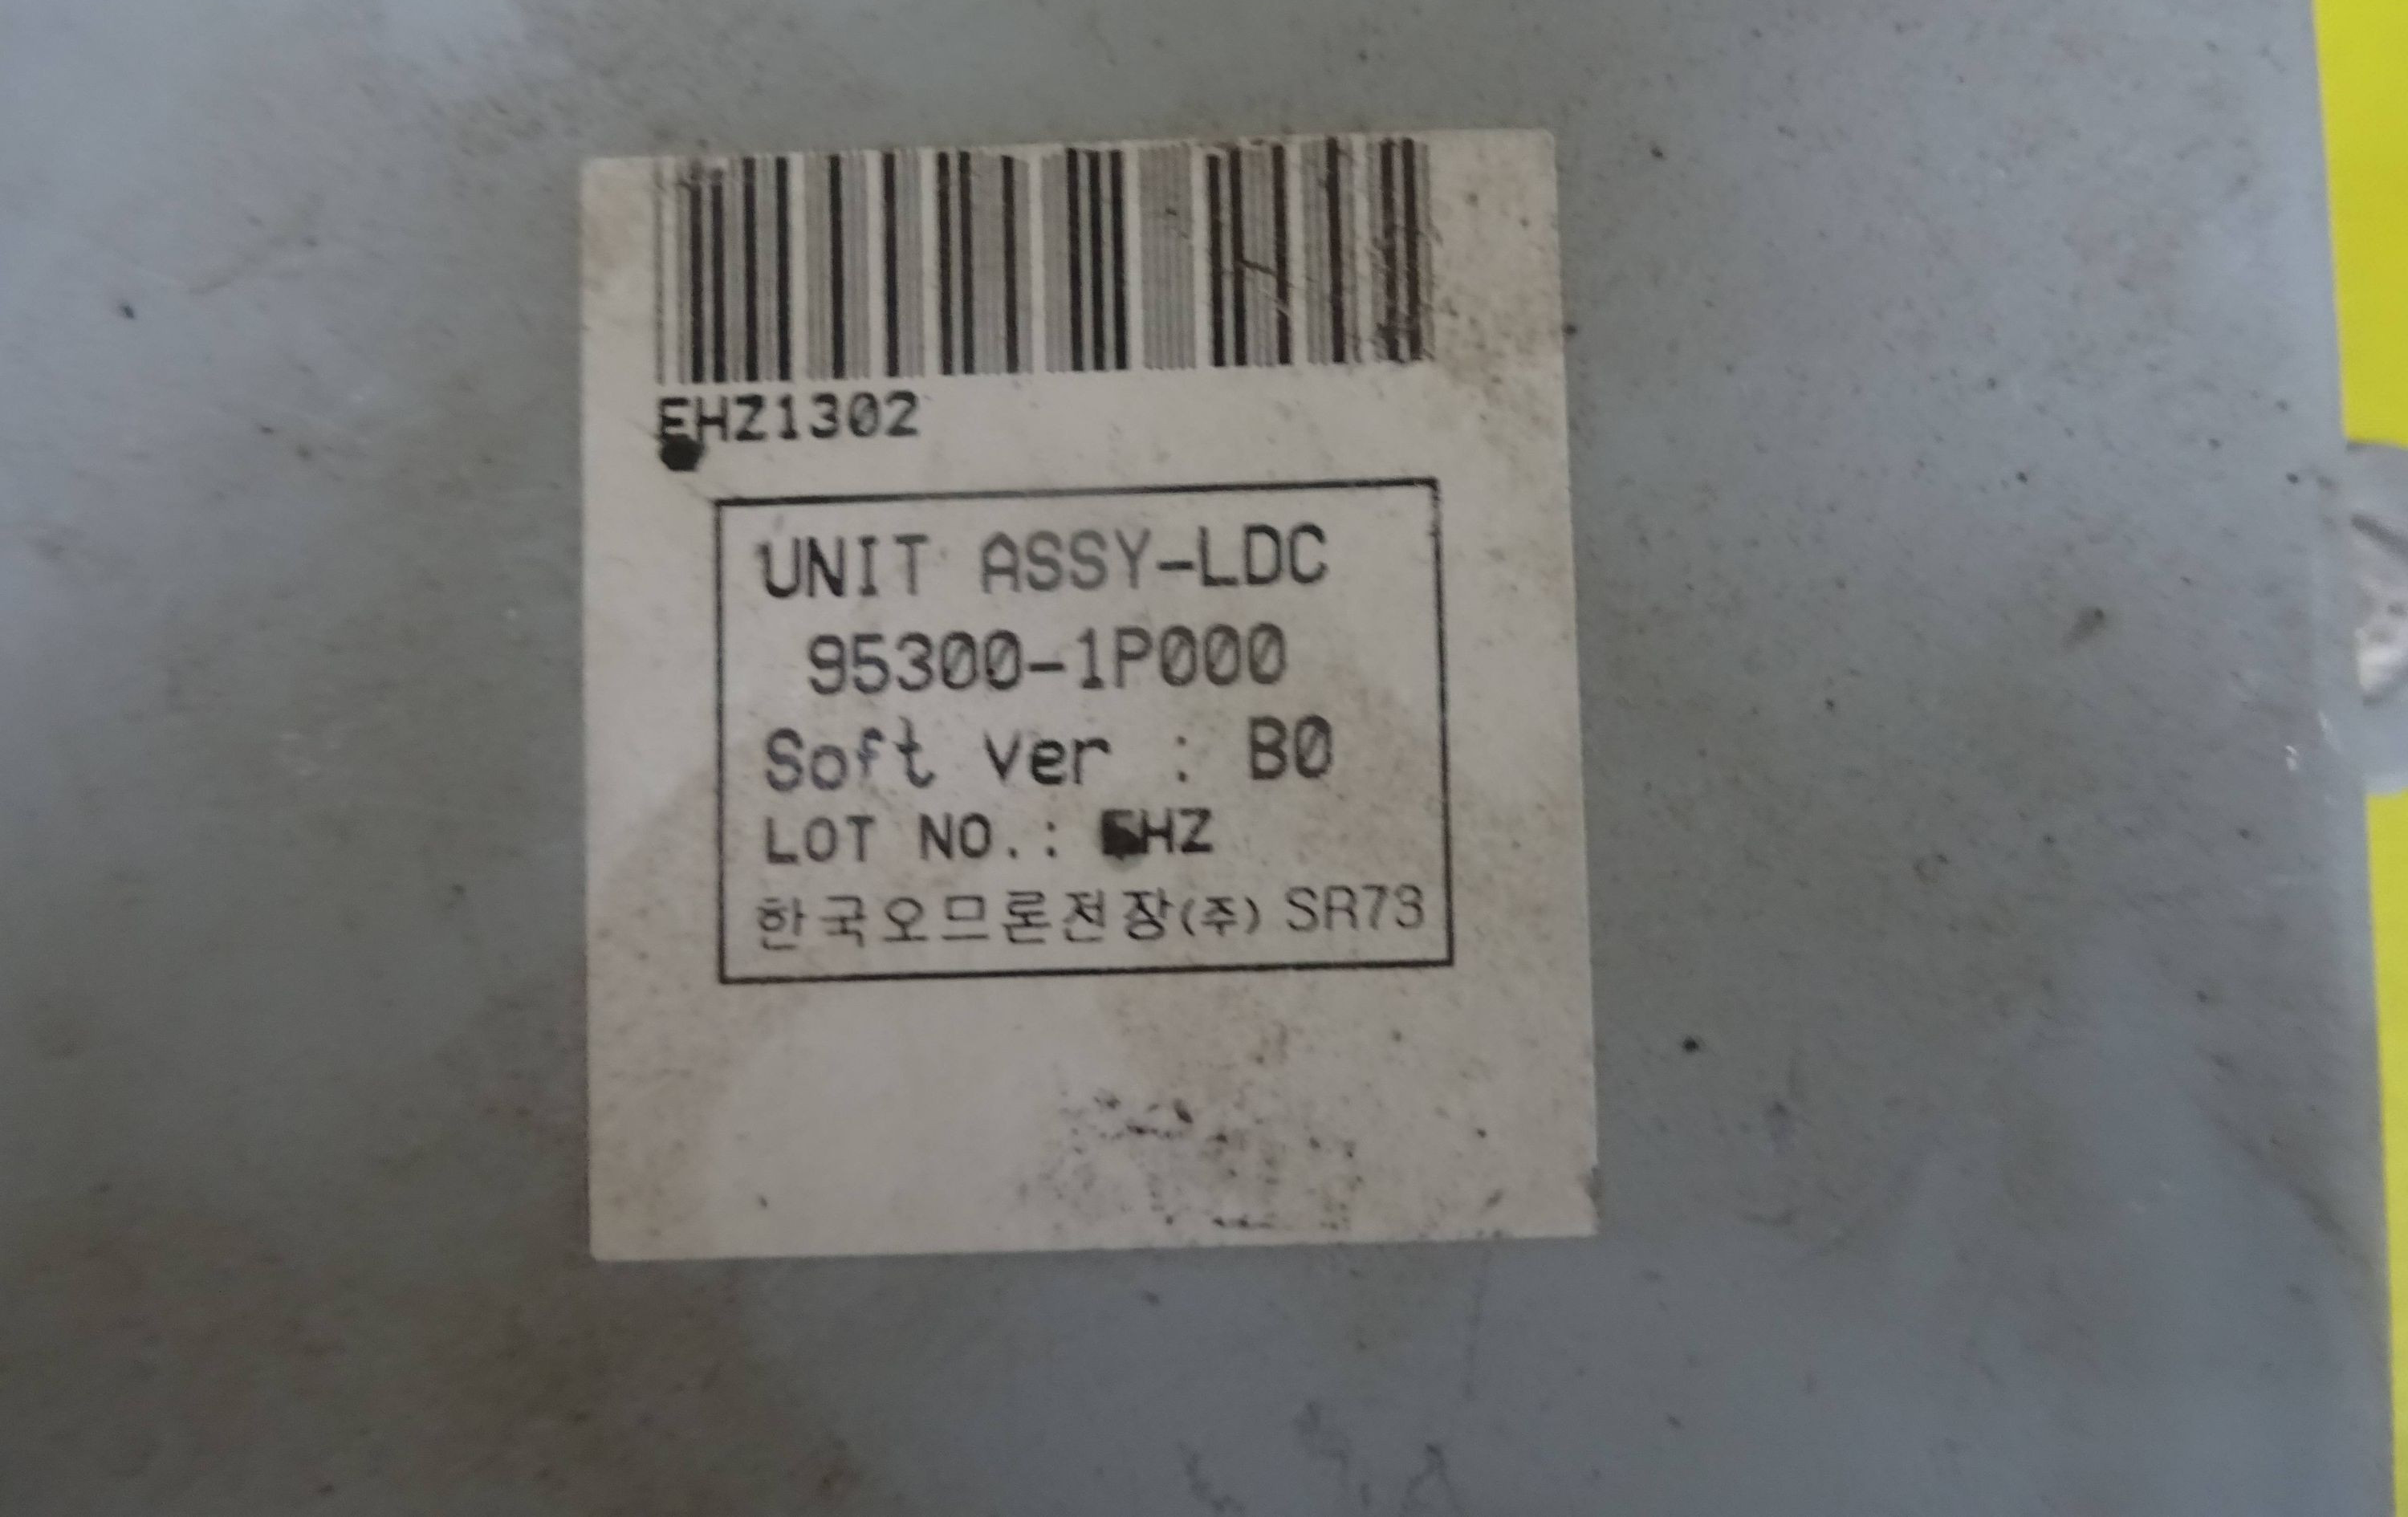 EHZ1302
UNIT ASSY-LDC
95300-1P000
Soft ver : B0
LOT NO.: EHZ
한국오므론전장(주) SR73